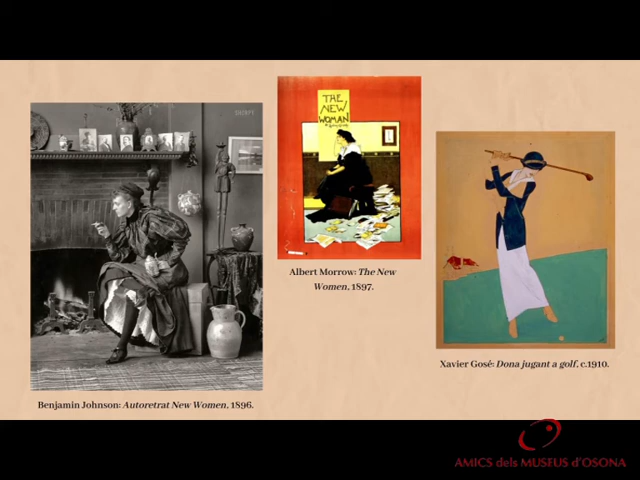 THE
NEW
WOMAN
Albert Morrow: The New
Women, 1897.
Xavier Gosé: Dona jugant a golf, c.1910.
Benjamin Johnson: Autoretrat New Women, 1896.
AMICS dels MUSEUS d'OSONA